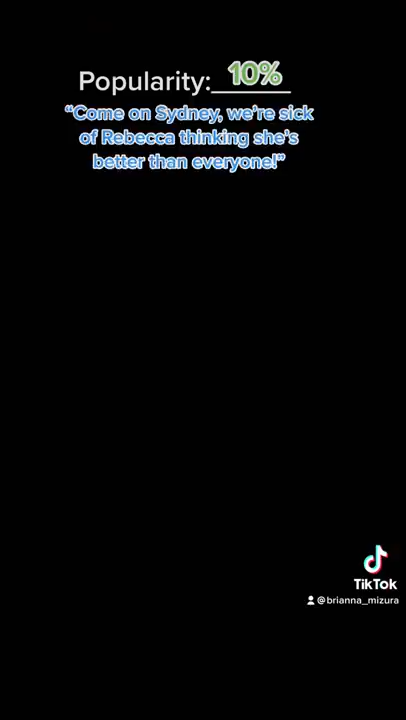 Popularity: 10%
“Come on Sydney, we’re sick
of Rebecca thinking she’s
better than everyone!”
TikTok
@brianna_mizura